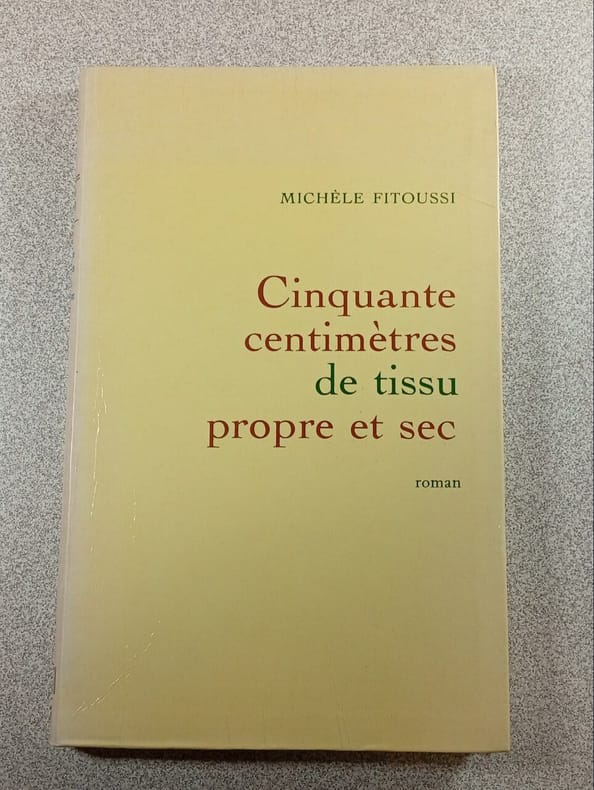 MICHÈLE FITOUSSI
Cinquante
centimètres
de tissu
propre et sec
roman